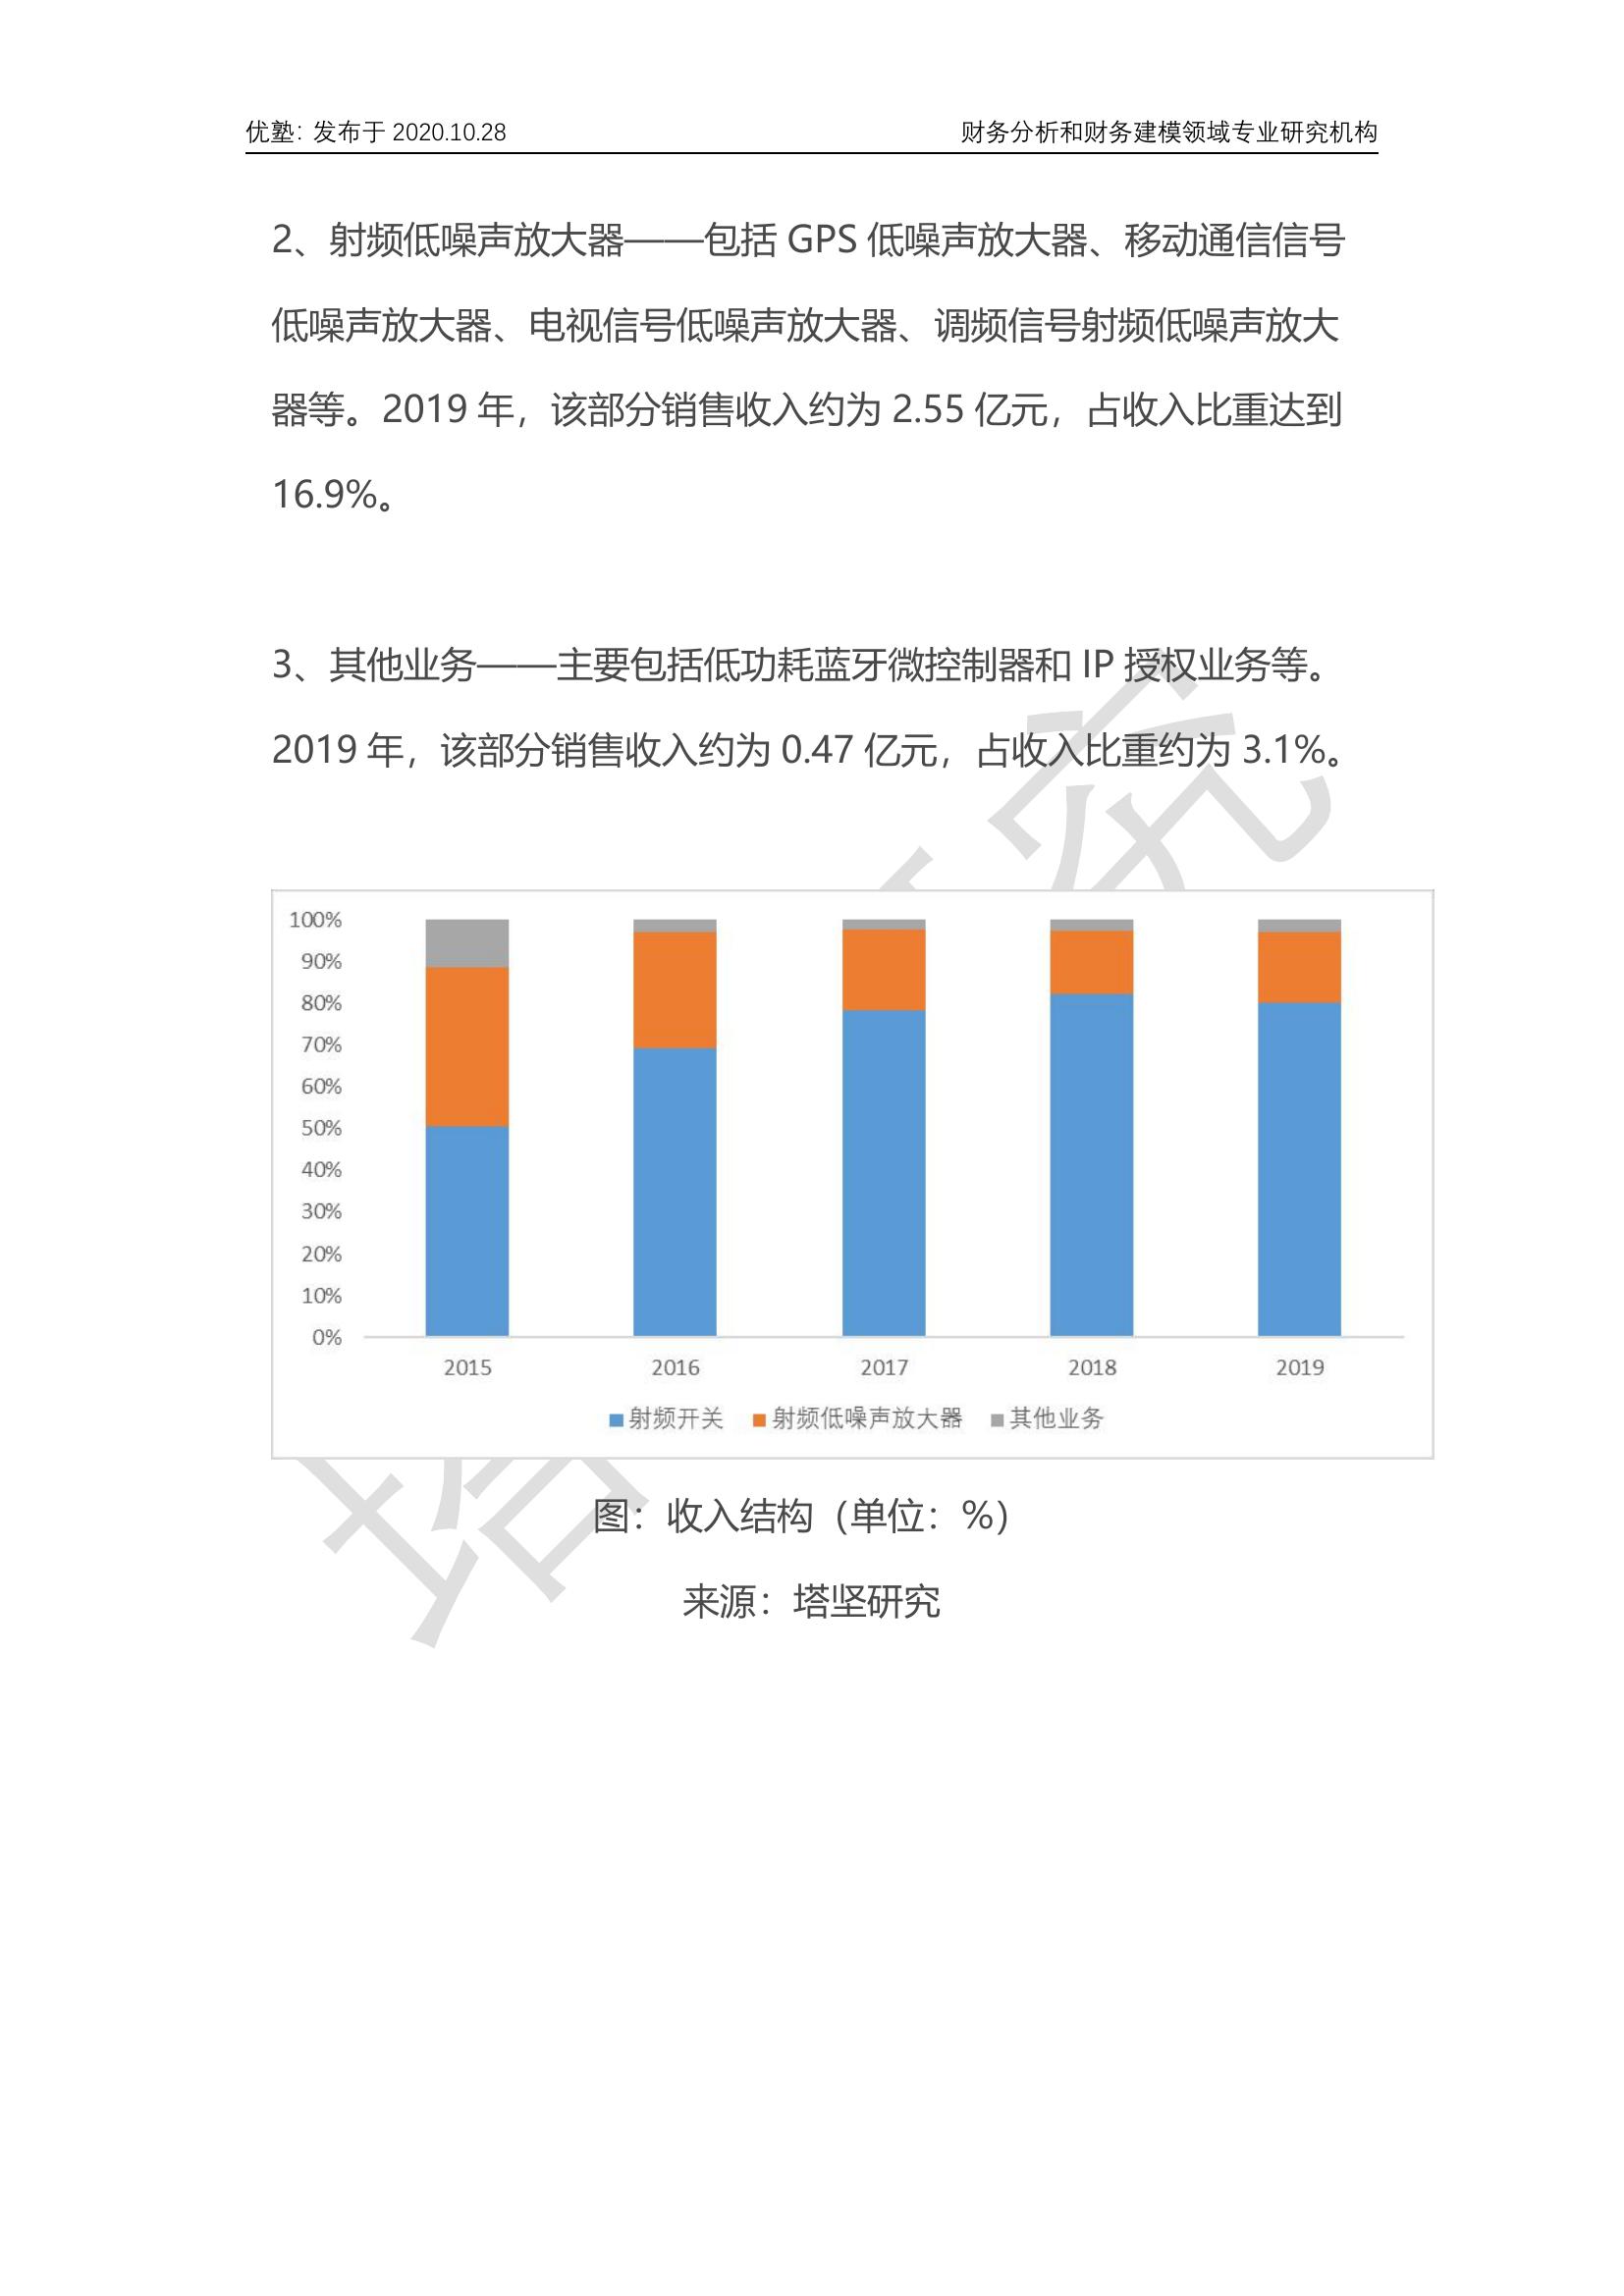 优塾：发布于 2020.10.28 财务分析和财务建模领域专业研究机构
2、射频低噪声放大器——包括 GPS 低噪声放大器、移动通信信号
低噪声放大器、电视信号低噪声放大器、调频信号射频低噪声放大
器等。2019 年，该部分销售收入约为 2.55 亿元，占收入比重达到
16.9%。
3、其他业务——主要包括低功耗蓝牙微控制器和 IP 授权业务等。
2019 年，该部分销售收入约为 0.47 亿元，占收入比重约为 3.1%。
100%
90%
80%
70%
60%
50%
40%
30%
20%
10%
0%
2015 2016 2017 2018 2019
射频开关 射频低噪声放大器 其他业务
图：收入结构（单位：%）
来源：塔坚研究